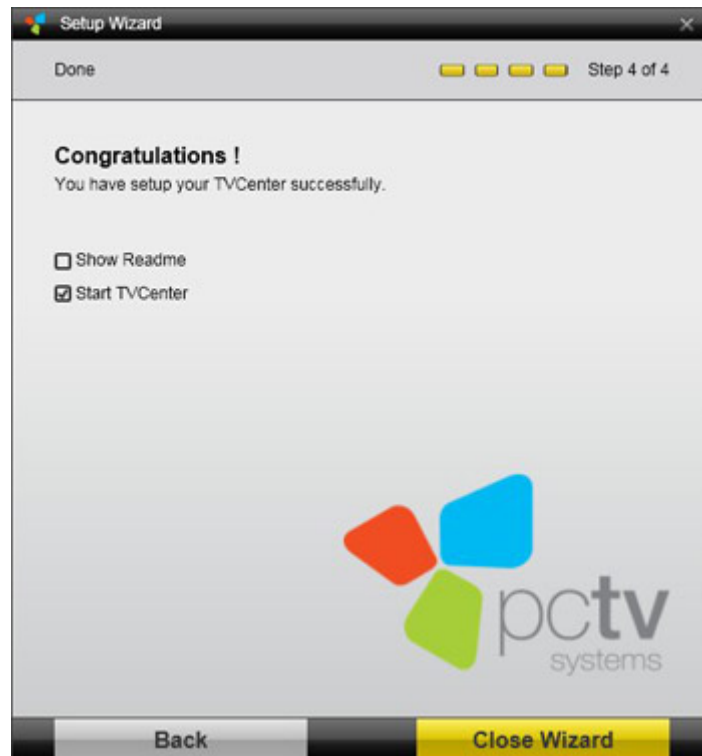 Setup Wizard
Done
Step 4 of 4
Congratulations !
You have setup your TVCenter successfully.
Show Readme
Start TVCenter
pctv
systems
Back
Close Wizard